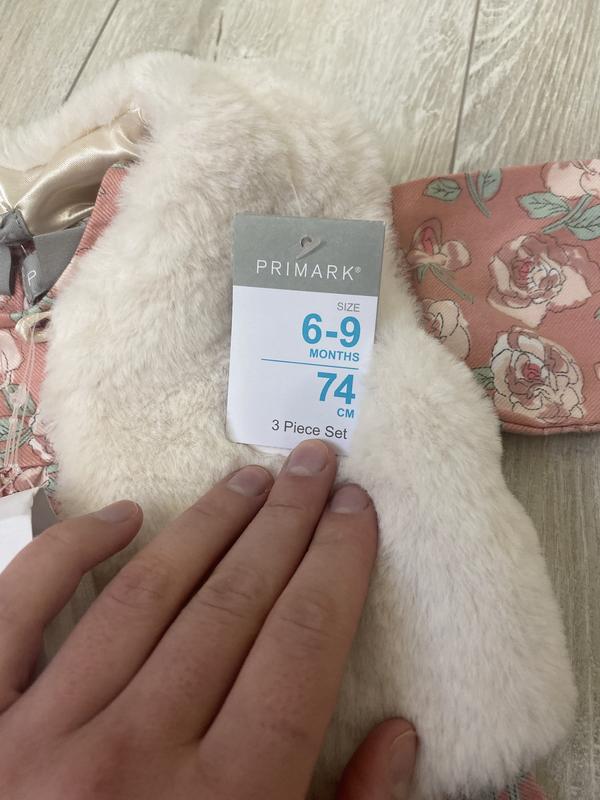 PRIMARK®
SIZE
6-9
MONTHS
74
CM
3 Piece Set
P